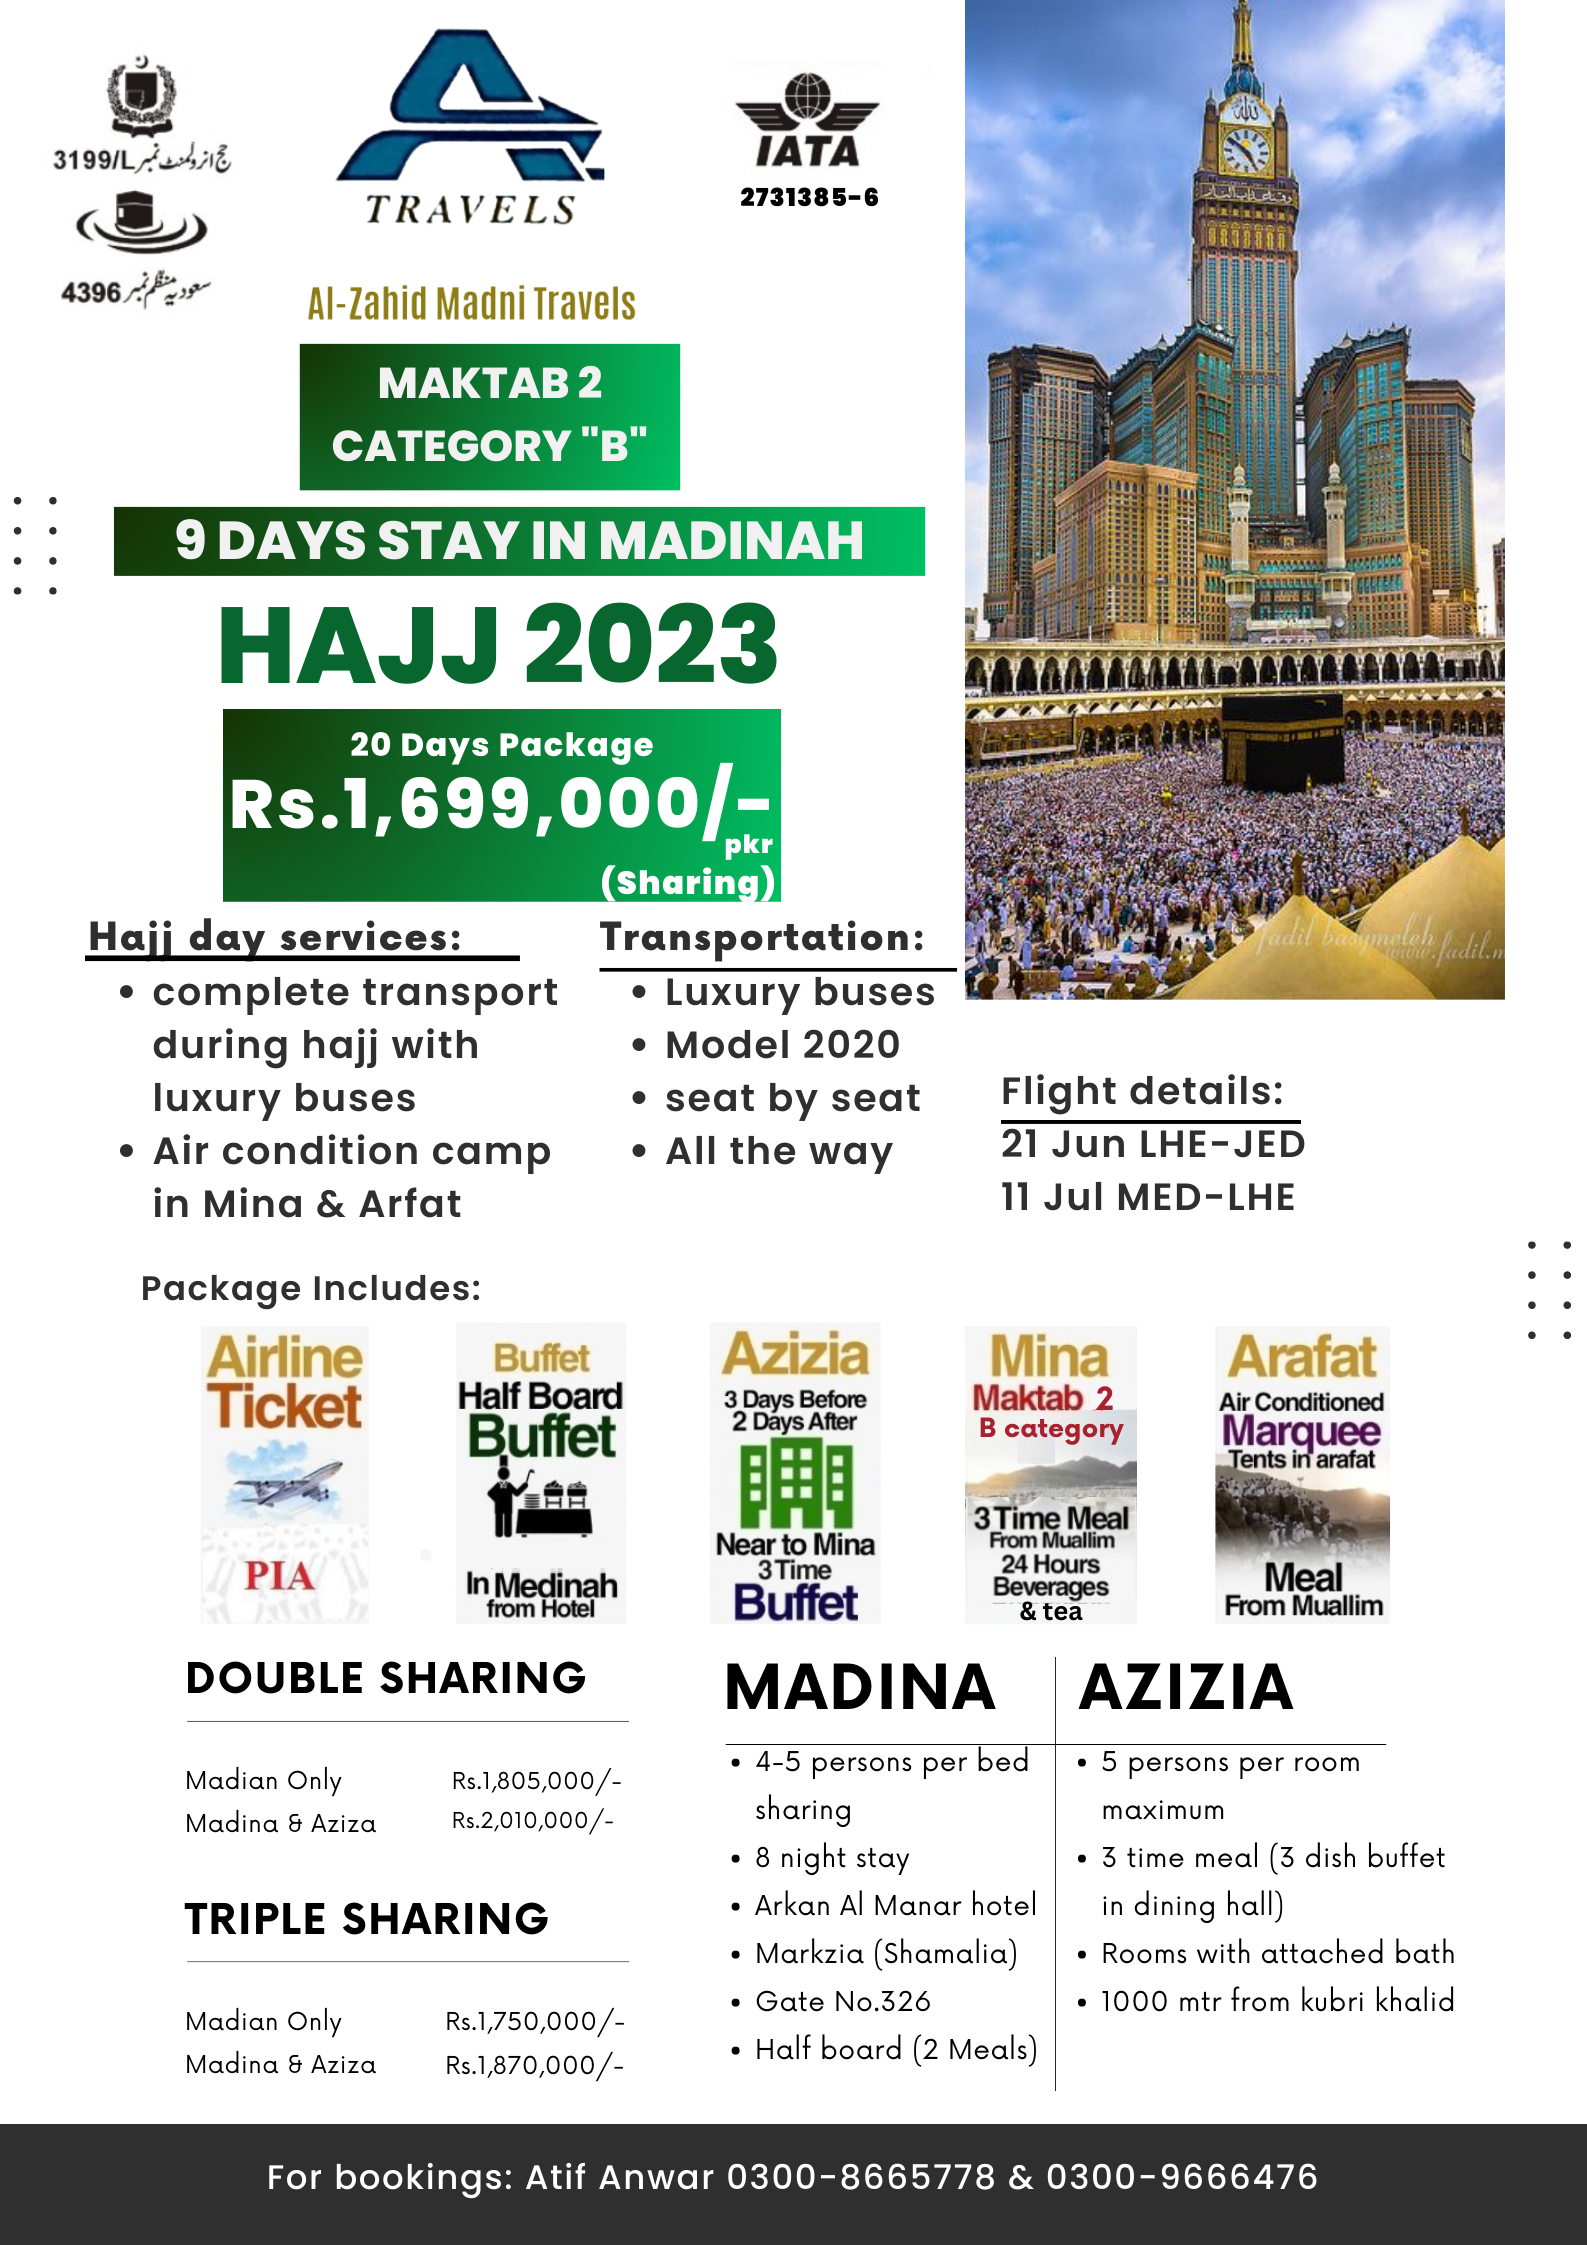 حج انرولمنٹ نمبر 3199/L
سعودیہ منظم نمبر 4396
TRAVELS
IATA
2731385-6
Al-Zahid Madni Travels
MAKTAB 2
CATEGORY "B"
9 DAYS STAY IN MADINAH
HAJJ 2023
20 Days Package
Rs.1,699,000/-
pkr
(Sharing)
fadil basymeleh
www.fadil.m
Hajj day services:
• complete transport
during hajj with
luxury buses
• Air condition camp
in Mina & Arfat
Transportation:
• Luxury buses
• Model 2020
• seat by seat
• All the way
Flight details:
21 Jun LHE-JED
11 Jul MED-LHE
Package Includes:
Airline
Ticket
PIA
Buffet
Half Board
Buffet
In Medinah
from Hotel
Azizia
3 Days Before
2 Days After
Near to Mina
3 Time
Buffet
Mina
Maktab 2
B category
3 Time Meal
From Muallim
24 Hours
Beverages
& tea
Arafat
Air Conditioned
Marquee
Tents in arafat
Meal
From Muallim
DOUBLE SHARING
Madian Only Rs.1,805,000/-
Madina & Aziza Rs.2,010,000/-
TRIPLE SHARING
Madian Only Rs.1,750,000/-
Madina & Aziza Rs.1,870,000/-
MADINA
• 4-5 persons per bed
sharing
• 8 night stay
• Arkan Al Manar hotel
• Markzia (Shamalia)
• Gate No.326
• Half board (2 Meals)
AZIZIA
• 5 persons per room
maximum
• 3 time meal (3 dish buffet
in dining hall)
• Rooms with attached bath
• 1000 mtr from kubri khalid
For bookings: Atif Anwar 0300-8665778 & 0300-9666476